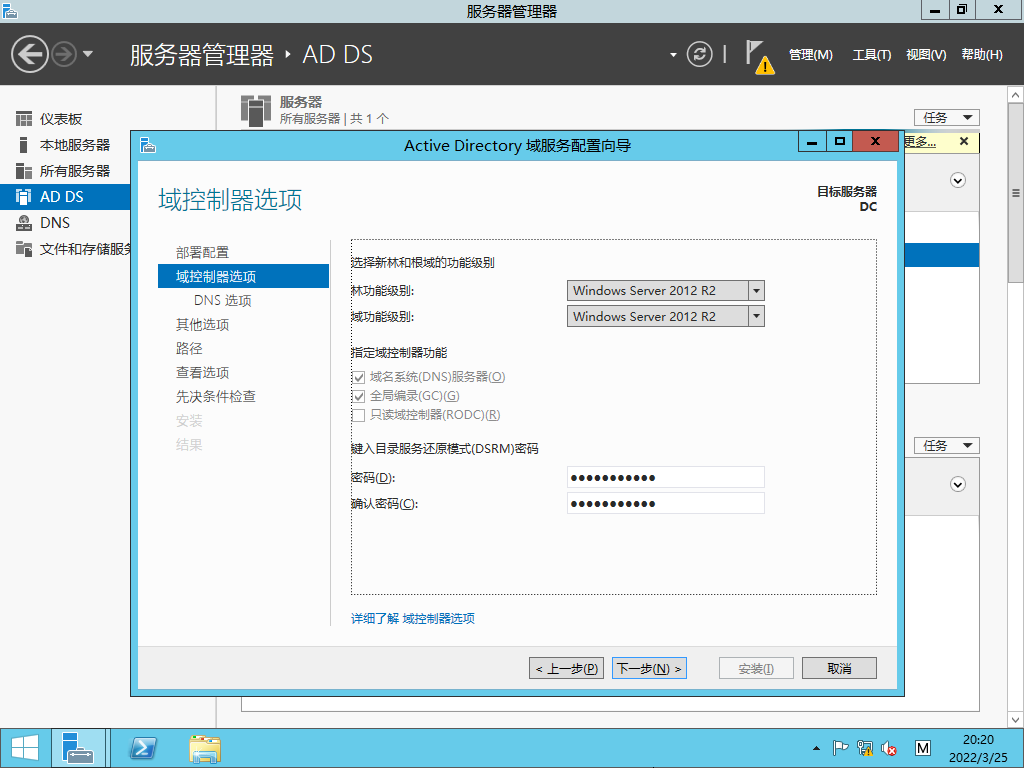 服务器管理器
服务器管理器 ‣ AD DS
管理(M) 工具(T) 视图(V) 帮助(H)
仪表板
本地服务器
所有服务器
AD DS
DNS
文件和存储服务
服务器
所有服务器 | 共 1 个
任务
更多...
Active Directory 域服务配置向导
域控制器选项
目标服务器
DC
部署配置
域控制器选项
DNS 选项
其他选项
路径
查看选项
先决条件检查
安装
结果
选择新林和根域的功能级别
林功能级别: Windows Server 2012 R2
域功能级别: Windows Server 2012 R2
指定域控制器功能
域名系统(DNS)服务器(O)
全局编录(GC)(G)
只读域控制器(RODC)(R)
键入目录服务还原模式(DSRM)密码
密码(D): ●●●●●●●●●●●
确认密码(C): ●●●●●●●●●●●
详细了解 域控制器选项
任务
< 上一步(P) 下一步(N) > 安装(I) 取消
M
20:20
2022/3/25